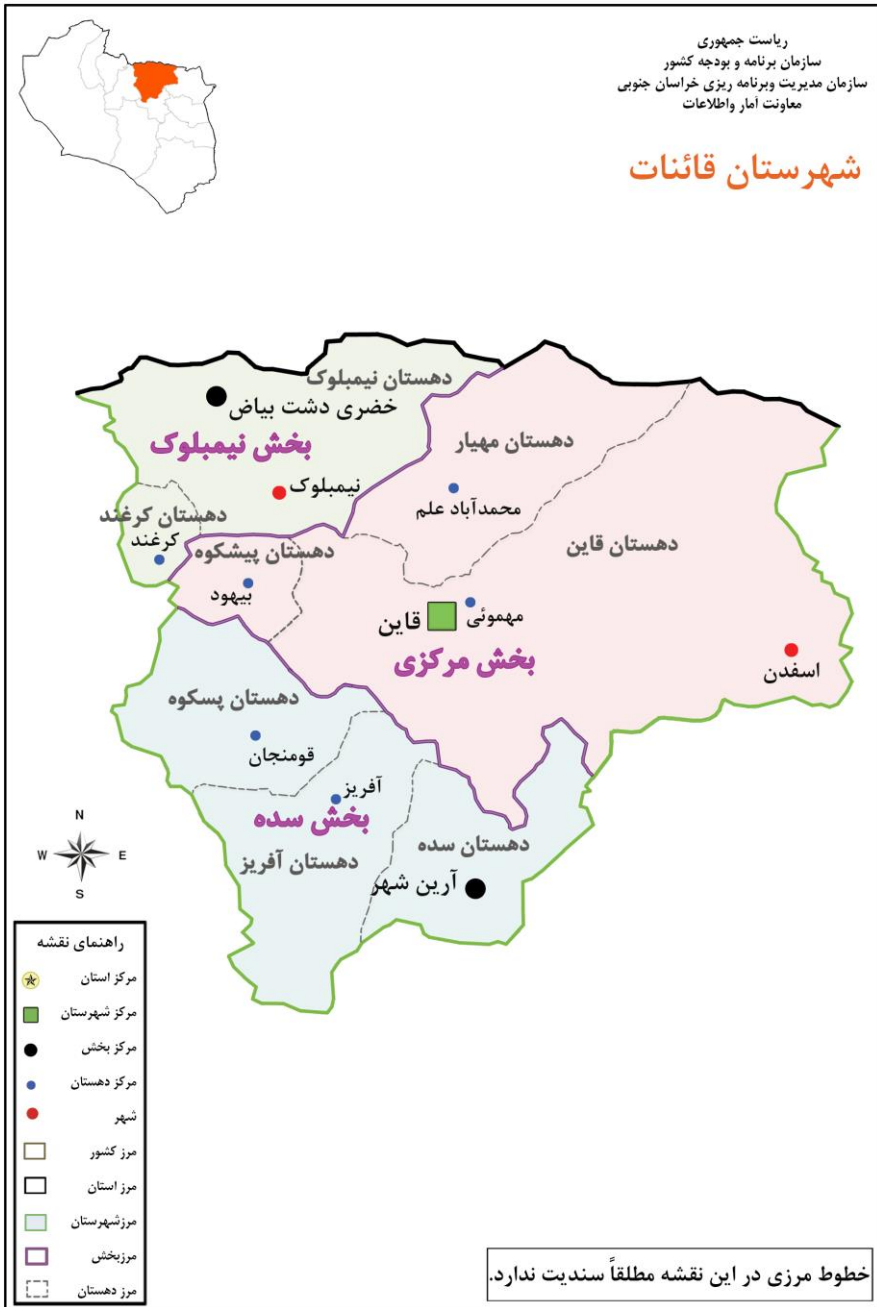 ریاست جمهوری
سازمان برنامه و بودجه کشور
سازمان مدیریت وبرنامه ریزی خراسان جنوبی
معاونت آمار واطلاعات
شهرستان قائنات
دهستان نیمبلوک
خضری دشت بیاض
بخش نیمبلوک
دهستان مهیار
نیمبلوک
محمدآباد علم
دهستان کرغند
کرغند
دهستان پیشکوه
دهستان قاین
بیهود
مهموئی
قاین
بخش مرکزی
اسفدن
دهستان پسکوه
قومنجان
آفریز
بخش سده
دهستان سده
دهستان آفریز
آرین شهر
N
W
E
S
راهنمای نقشه
مرکز استان
مرکز شهرستان
مرکز بخش
مرکز دهستان
شهر
مرز کشور
مرز استان
مرزشهرستان
مرزبخش
مرز دهستان
خطوط مرزی در این نقشه مطلقاً سندیت ندارد.